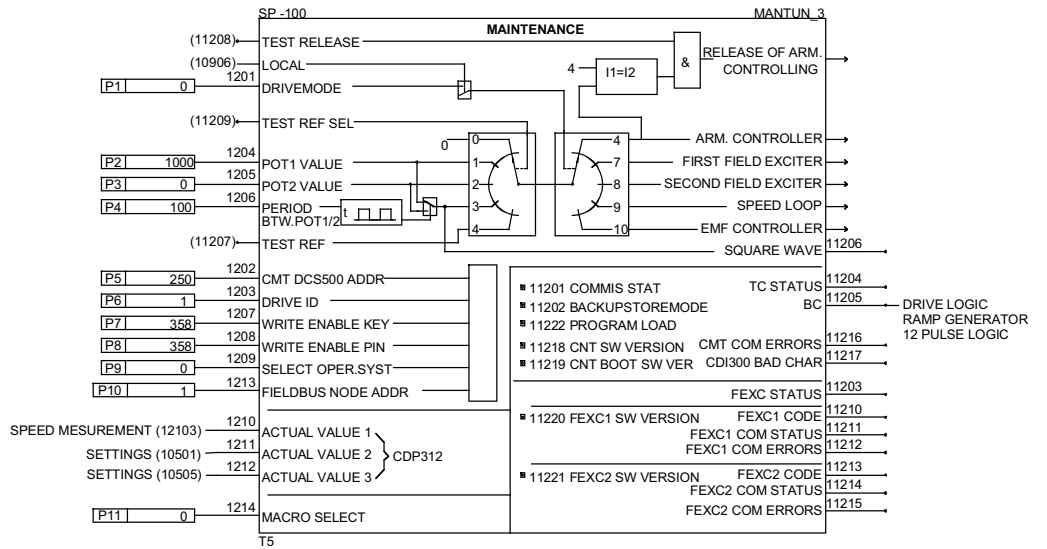 SP -100 MANTUN_3
MAINTENANCE
(11208) TEST RELEASE
(10906) LOCAL
P1 0 1201 DRIVEMODE
(11209) TEST REF SEL
P2 1000 1204 POT1 VALUE
P3 0 1205 POT2 VALUE
P4 100 1206 PERIOD
BTW.POT1/2
t
(11207) TEST REF
4 I1=I2
&
RELEASE OF ARM.
CONTROLLING
0
0 4 ARM. CONTROLLER
1 7 FIRST FIELD EXCITER
2 8 SECOND FIELD EXCITER
3 9 SPEED LOOP
4 10 EMF CONTROLLER
SQUARE WAVE 11206
P5 250 1202 CMT DCS500 ADDR
P6 1 1203 DRIVE ID
P7 358 1207 WRITE ENABLE KEY
P8 358 1208 WRITE ENABLE PIN
P9 0 1209 SELECT OPER.SYST
P10 1 1213 FIELDBUS NODE ADDR
11201 COMMIS STAT
11202 BACKUPSTOREMODE
11222 PROGRAM LOAD
11218 CNT SW VERSION
11219 CNT BOOT SW VER
TC STATUS 11204
BC 11205
DRIVE LOGIC
RAMP GENERATOR
12 PULSE LOGIC
CMT COM ERRORS 11216
CDI300 BAD CHAR 11217
FEXC STATUS 11203
SPEED MESUREMENT (12103) 1210 ACTUAL VALUE 1
SETTINGS (10501) 1211 ACTUAL VALUE 2
SETTINGS (10505) 1212 ACTUAL VALUE 3
CDP312
11220 FEXC1 SW VERSION
FEXC1 CODE 11210
FEXC1 COM STATUS 11211
FEXC1 COM ERRORS 11212
11221 FEXC2 SW VERSION
FEXC2 CODE 11213
FEXC2 COM STATUS 11214
FEXC2 COM ERRORS 11215
P11 0 1214 MACRO SELECT
T5